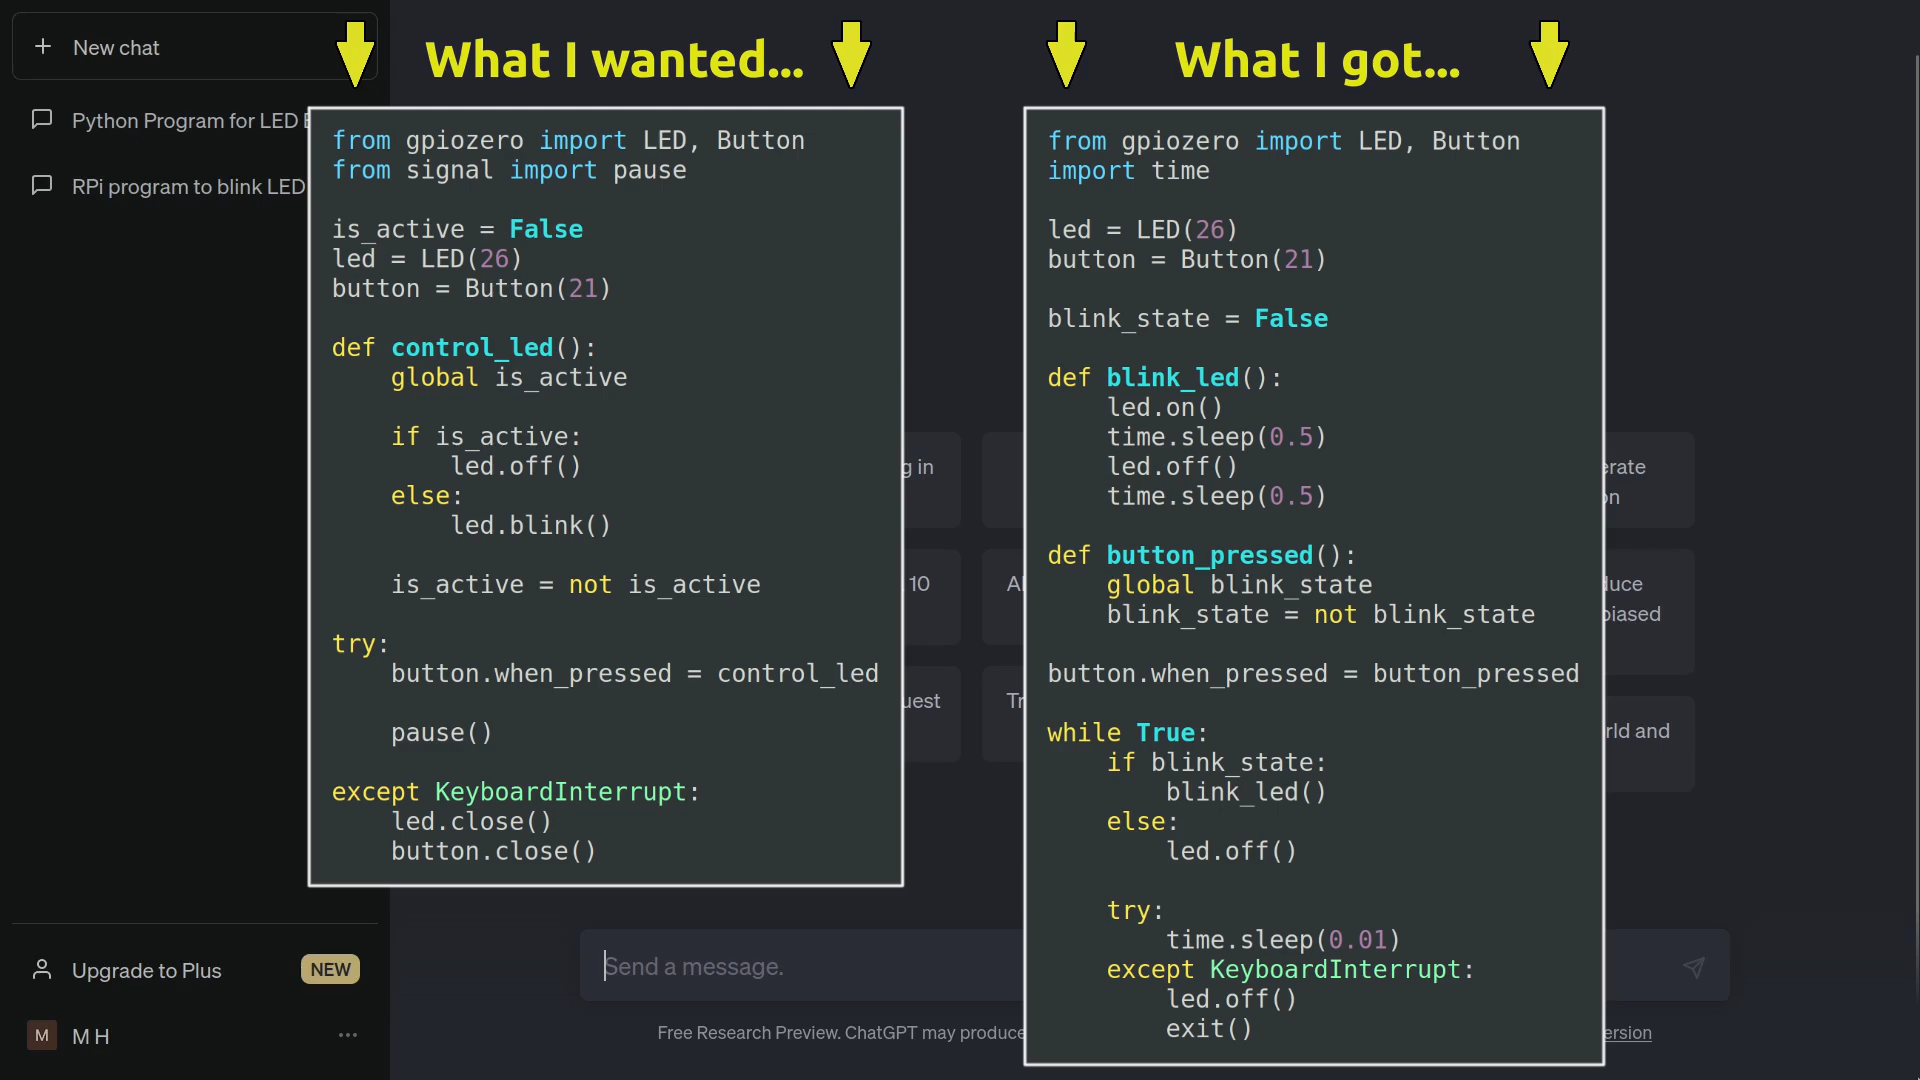 New chat
Python Program for LED
RPi program to blink LED
What I wanted...
from gpiozero import LED, Button
from signal import pause
is_active = False
led = LED(26)
button = Button(21)
def control_led():
    global is_active
    if is_active:
        led.off()
    else:
        led.blink()
    is_active = not is_active
try:
    button.when_pressed = control_led
    pause()
except KeyboardInterrupt:
    led.close()
    button.close()
What I got...
from gpiozero import LED, Button
import time
led = LED(26)
button = Button(21)
blink_state = False
def blink_led():
    led.on()
    time.sleep(0.5)
    led.off()
    time.sleep(0.5)
def button_pressed():
    global blink_state
    blink_state = not blink_state
button.when_pressed = button_pressed
while True:
    if blink_state:
        blink_led()
    else:
        led.off()
    try:
        time.sleep(0.01)
    except KeyboardInterrupt:
        led.off()
        exit()
in
10
and
Send a message.
Free Research Preview. ChatGPT may produce
Upgrade to Plus
NEW
M
M H